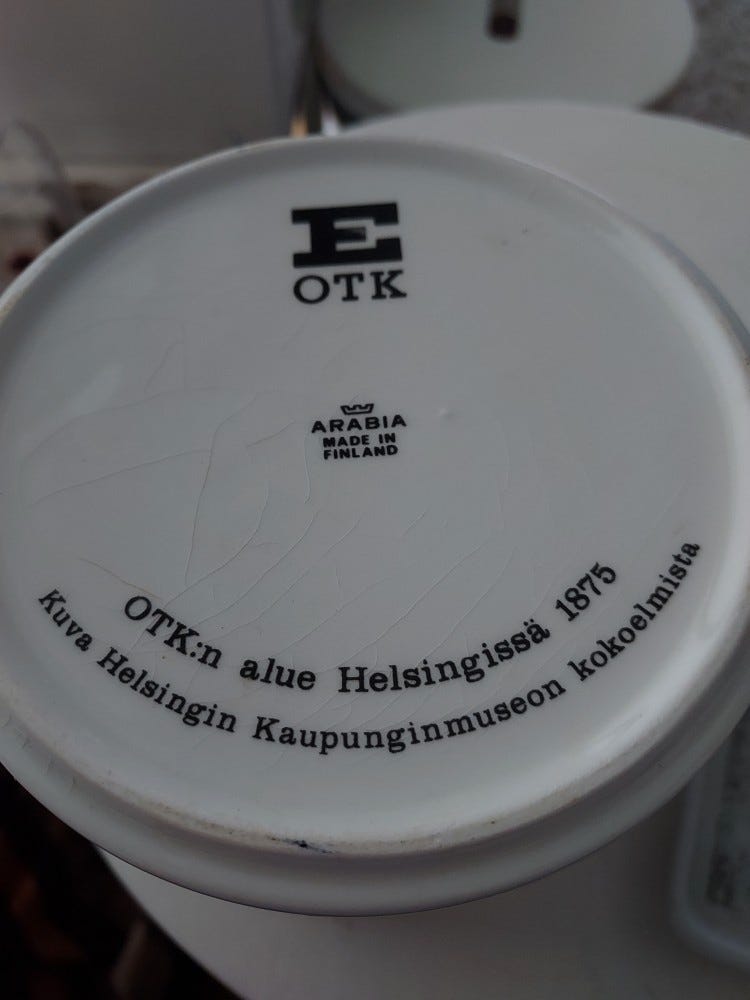 E
OTK
ARABIA
MADE IN
FINLAND
OTK:n alue Helsingissä 1875
Kuva Helsingin Kaupunginmuseon kokoelmista